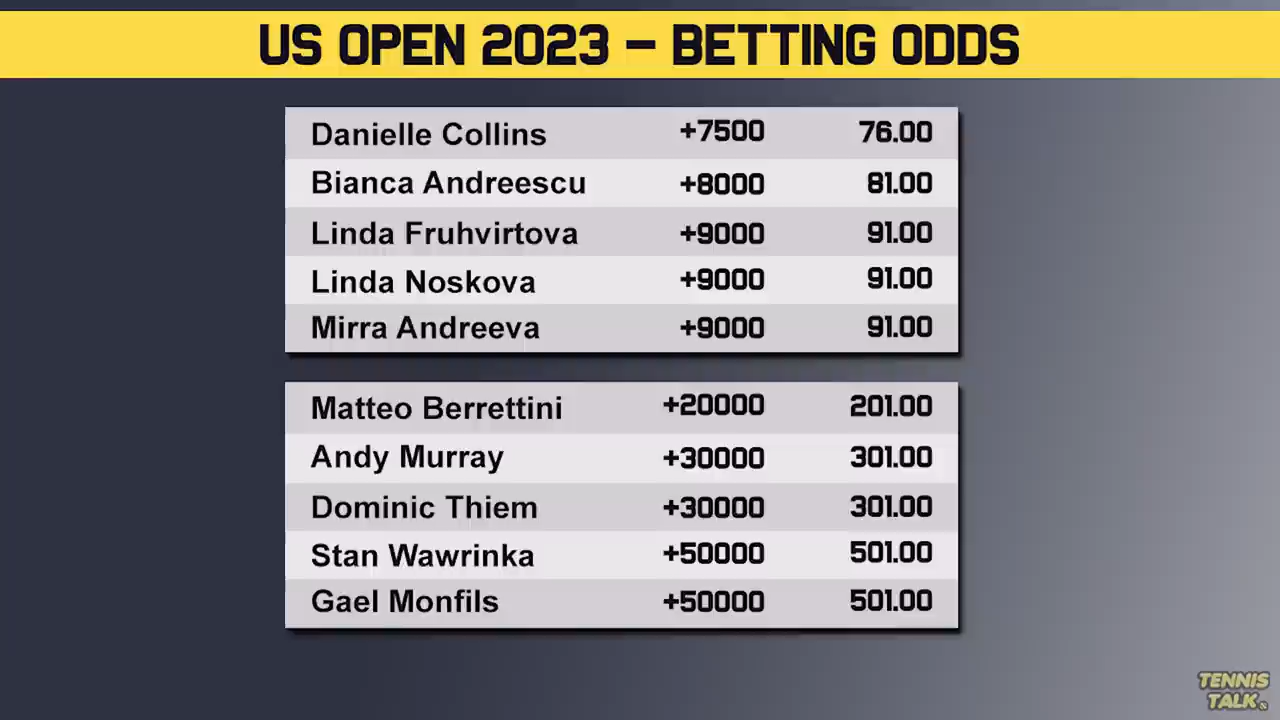 US OPEN 2023 – BETTING ODDS
Danielle Collins +7500 76.00
Bianca Andreescu +8000 81.00
Linda Fruhvirtova +9000 91.00
Linda Noskova +9000 91.00
Mirra Andreeva +9000 91.00
Matteo Berrettini +20000 201.00
Andy Murray +30000 301.00
Dominic Thiem +30000 301.00
Stan Wawrinka +50000 501.00
Gael Monfils +50000 501.00
TENNIS
TALK